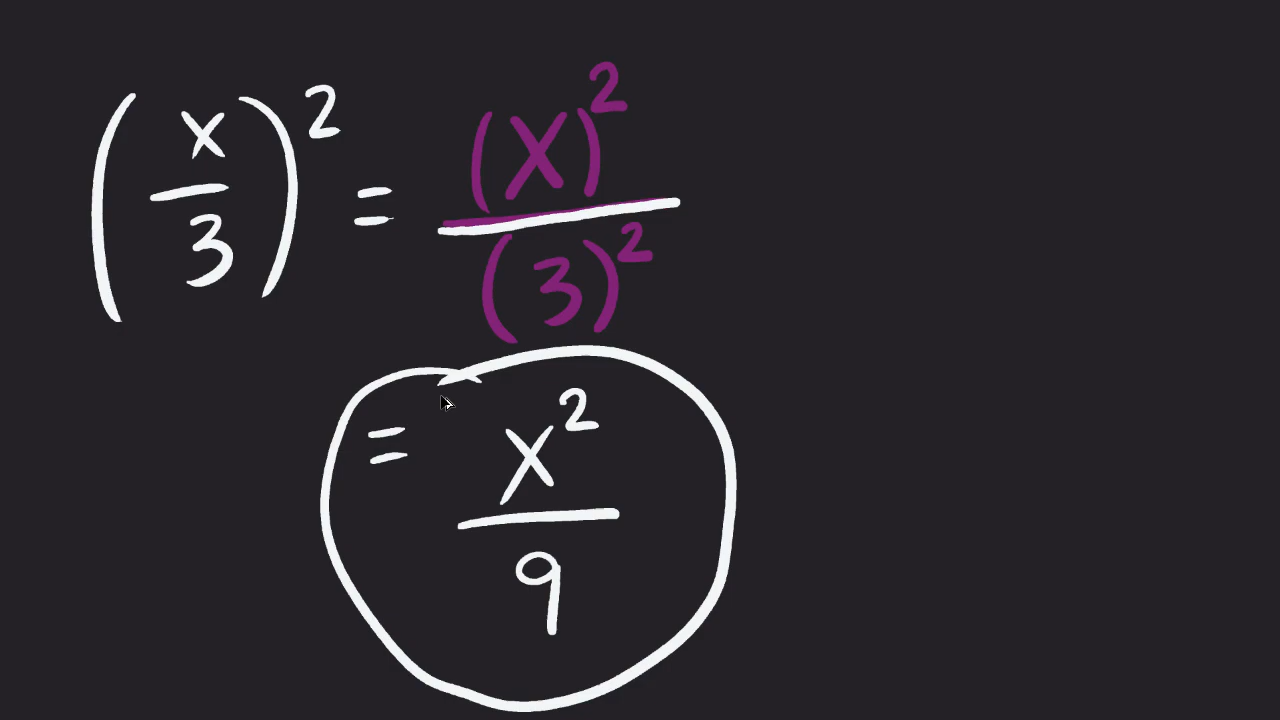 (x/3)² = (x)²/(3)²
= x²/9